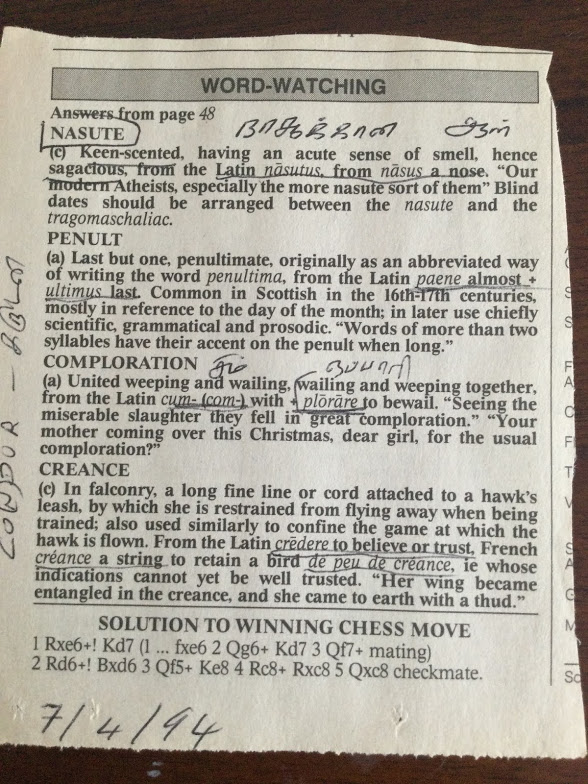 WORD-WATCHING
Answers from page 48
NASUTE
(c) Keen-scented, having an acute sense of smell, hence
sagacious, from the Latin nāsutus, from nāsus a nose. “Our
modern Atheists, especially the more nasute sort of them” Blind
dates should be arranged between the nasute and the
tragomaschaliac.
PENULT
(a) Last but one, penultimate, originally as an abbreviated way
of writing the word penultima, from the Latin paene almost +
ultimus last. Common in Scottish in the 16th-17th centuries,
mostly in reference to the day of the month; in later use chiefly
scientific, grammatical and prosodic. “Words of more than two
syllables have their accent on the penult when long.”
COMPLORATION
(a) United weeping and wailing, wailing and weeping together,
from the Latin cum- (com-) with + plōrāre to bewail. “Seeing the
miserable slaughter they fell in great comploration.” “Your
mother coming over this Christmas, dear girl, for the usual
comploration?”
CREANCE
(c) In falconry, a long fine line or cord attached to a hawk's
leash, by which she is restrained from flying away when being
trained; also used similarly to confine the game at which the
hawk is flown. From the Latin crēdere to believe or trust, French
créance a string to retain a bird de peu de créance, ie whose
indications cannot yet be well trusted. “Her wing became
entangled in the creance, and she came to earth with a thud.”
SOLUTION TO WINNING CHESS MOVE
1 Rxe6+! Kd7 (1 ... fxe6 2 Qg6+ Kd7 3 Qf7+ mating)
2 Rd6+! Bxd6 3 Qf5+ Ke8 4 Rc8+ Rxc8 5 Qxc8 checkmate.
7/4/94